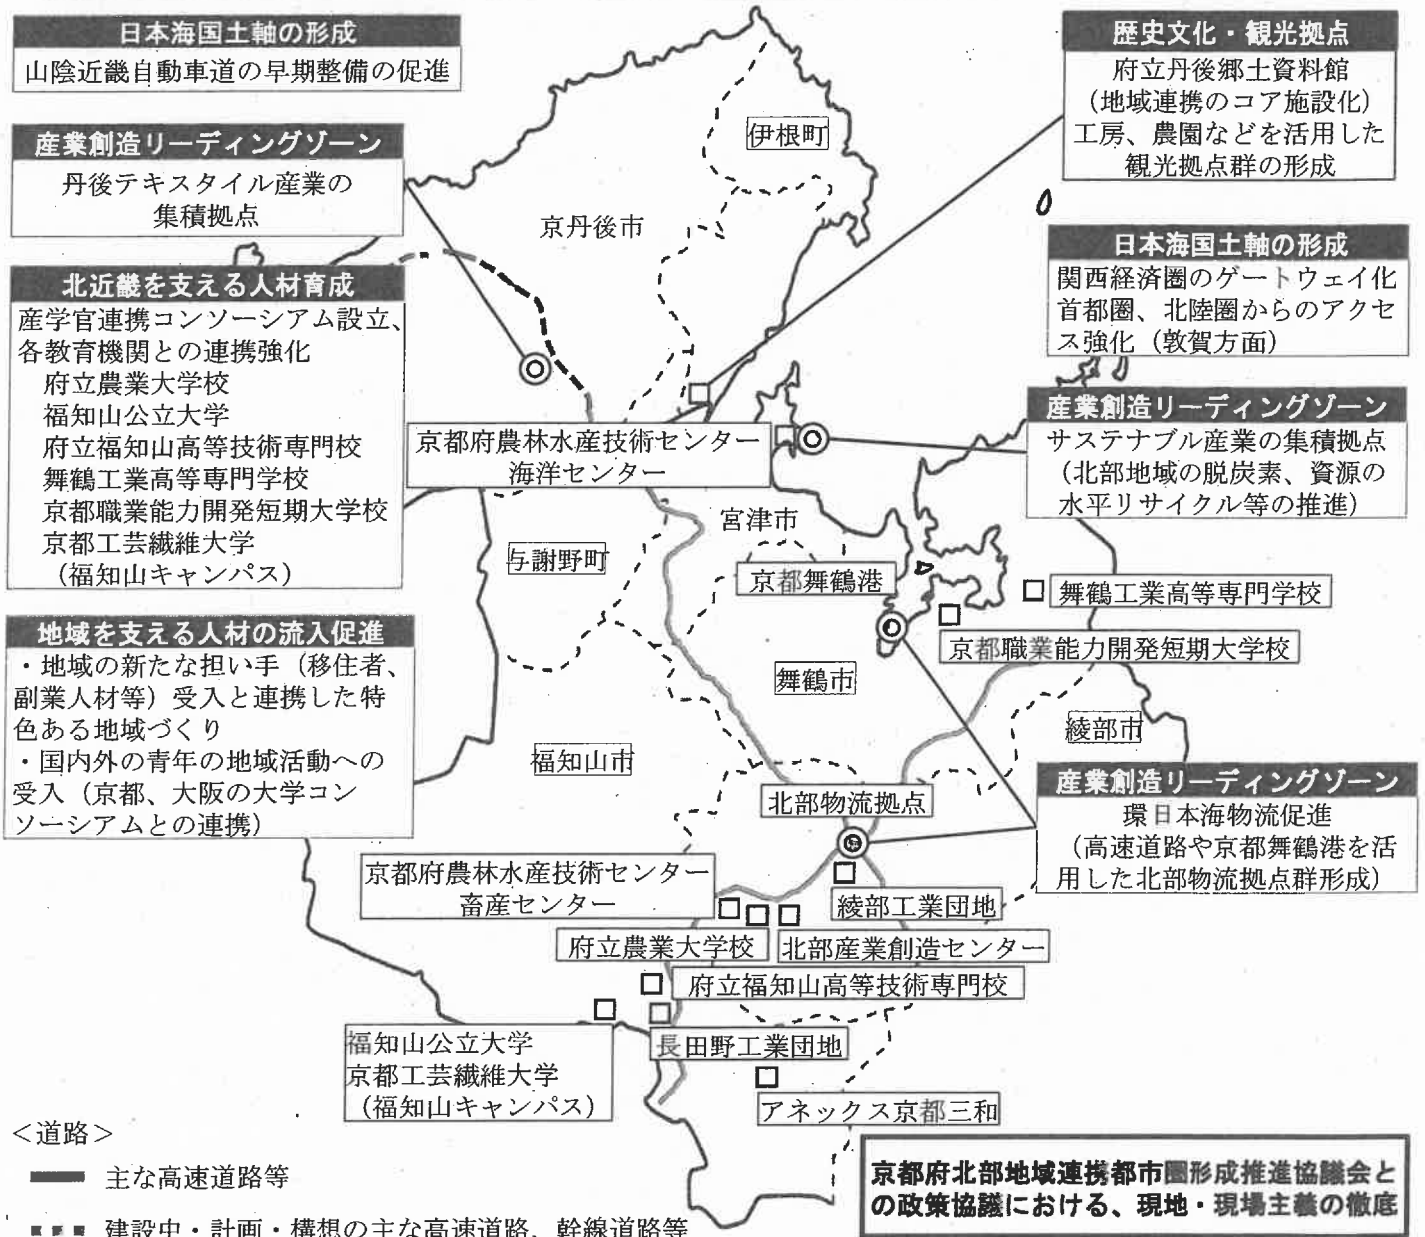 日本海国土軸の形成
山陰近畿自動車道の早期整備の促進
産業創造リーディングゾーン
丹後テキスタイル産業の
集積拠点
北近畿を支える人材育成
産学官連携コンソーシアム設立、
各教育機関との連携強化
府立農業大学校
福知山公立大学
府立福知山高等技術専門校
舞鶴工業高等専門学校
京都職業能力開発短期大学校
京都工芸繊維大学
（福知山キャンパス）
地域を支える人材の流入促進
・地域の新たな担い手（移住者、
副業人材等）受入と連携した特
色ある地域づくり
・国内外の青年の地域活動への
受入（京都、大阪の大学コン
ソーシアムとの連携）
歴史文化・観光拠点
府立丹後郷土資料館
（地域連携のコア施設化）
工房、農園などを活用した
観光拠点群の形成
日本海国土軸の形成
関西経済圏のゲートウェイ化
首都圏、北陸圏からのアクセ
ス強化（敦賀方面）
産業創造リーディングゾーン
サステナブル産業の集積拠点
（北部地域の脱炭素、資源の
水平リサイクル等の推進）
伊根町
京丹後市
京都府農林水産技術センター
海洋センター
宮津市
与謝野町
京都舞鶴港
舞鶴工業高等専門学校
京都職業能力開発短期大学校
舞鶴市
綾部市
福知山市
北部物流拠点
産業創造リーディングゾーン
環日本海物流促進
（高速道路や京都舞鶴港を活
用した北部物流拠点群形成）
京都府農林水産技術センター
畜産センター
綾部工業団地
府立農業大学校
北部産業創造センター
府立福知山高等技術専門校
福知山公立大学
京都工芸繊維大学
（福知山キャンパス）
長田野工業団地
アネックス京都三和
＜道路＞
主な高速道路等
建設中・計画・構想の主な高速道路、幹線道路等
京都府北部地域連携都市圏形成推進協議会と
の政策協議における、現地・現場主義の徹底